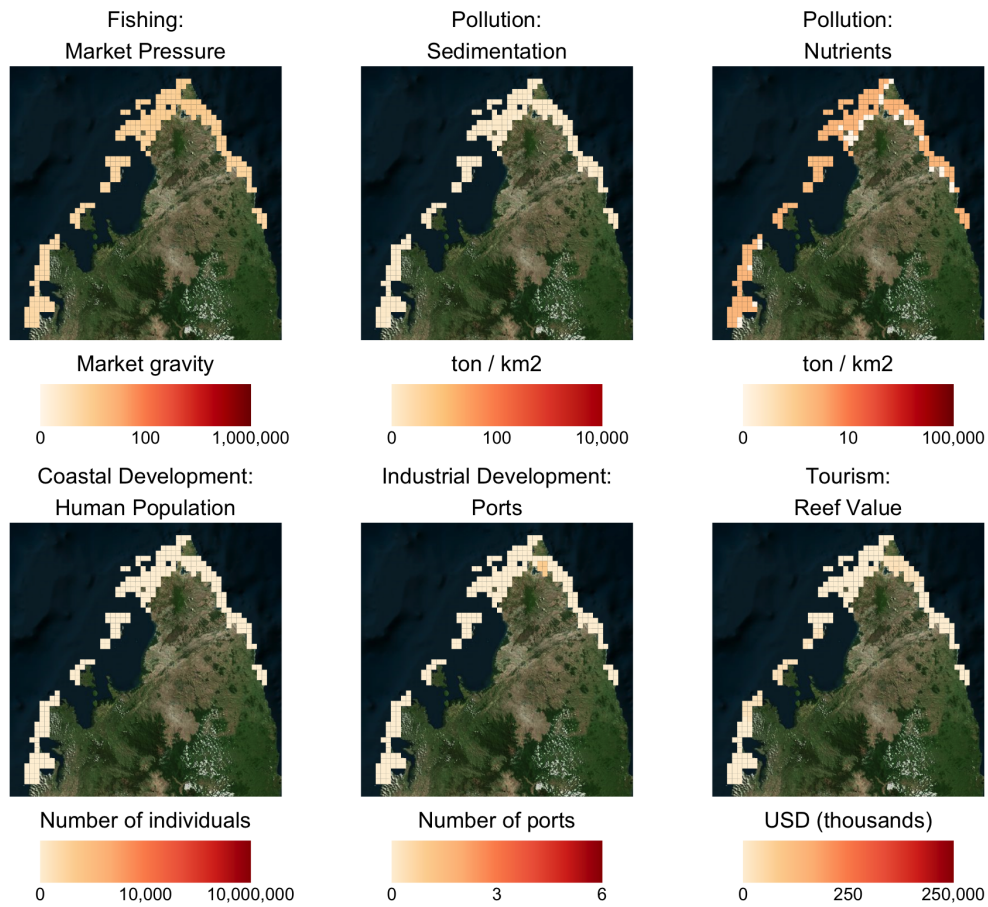 Fishing:
Market Pressure
Pollution:
Sedimentation
Pollution:
Nutrients
Market gravity
0 100 1,000,000
ton / km2
0 100 10,000
ton / km2
0 10 100,000
Coastal Development:
Human Population
Industrial Development:
Ports
Tourism:
Reef Value
Number of individuals
0 10,000 10,000,000
Number of ports
0 3 6
USD (thousands)
0 250 250,000